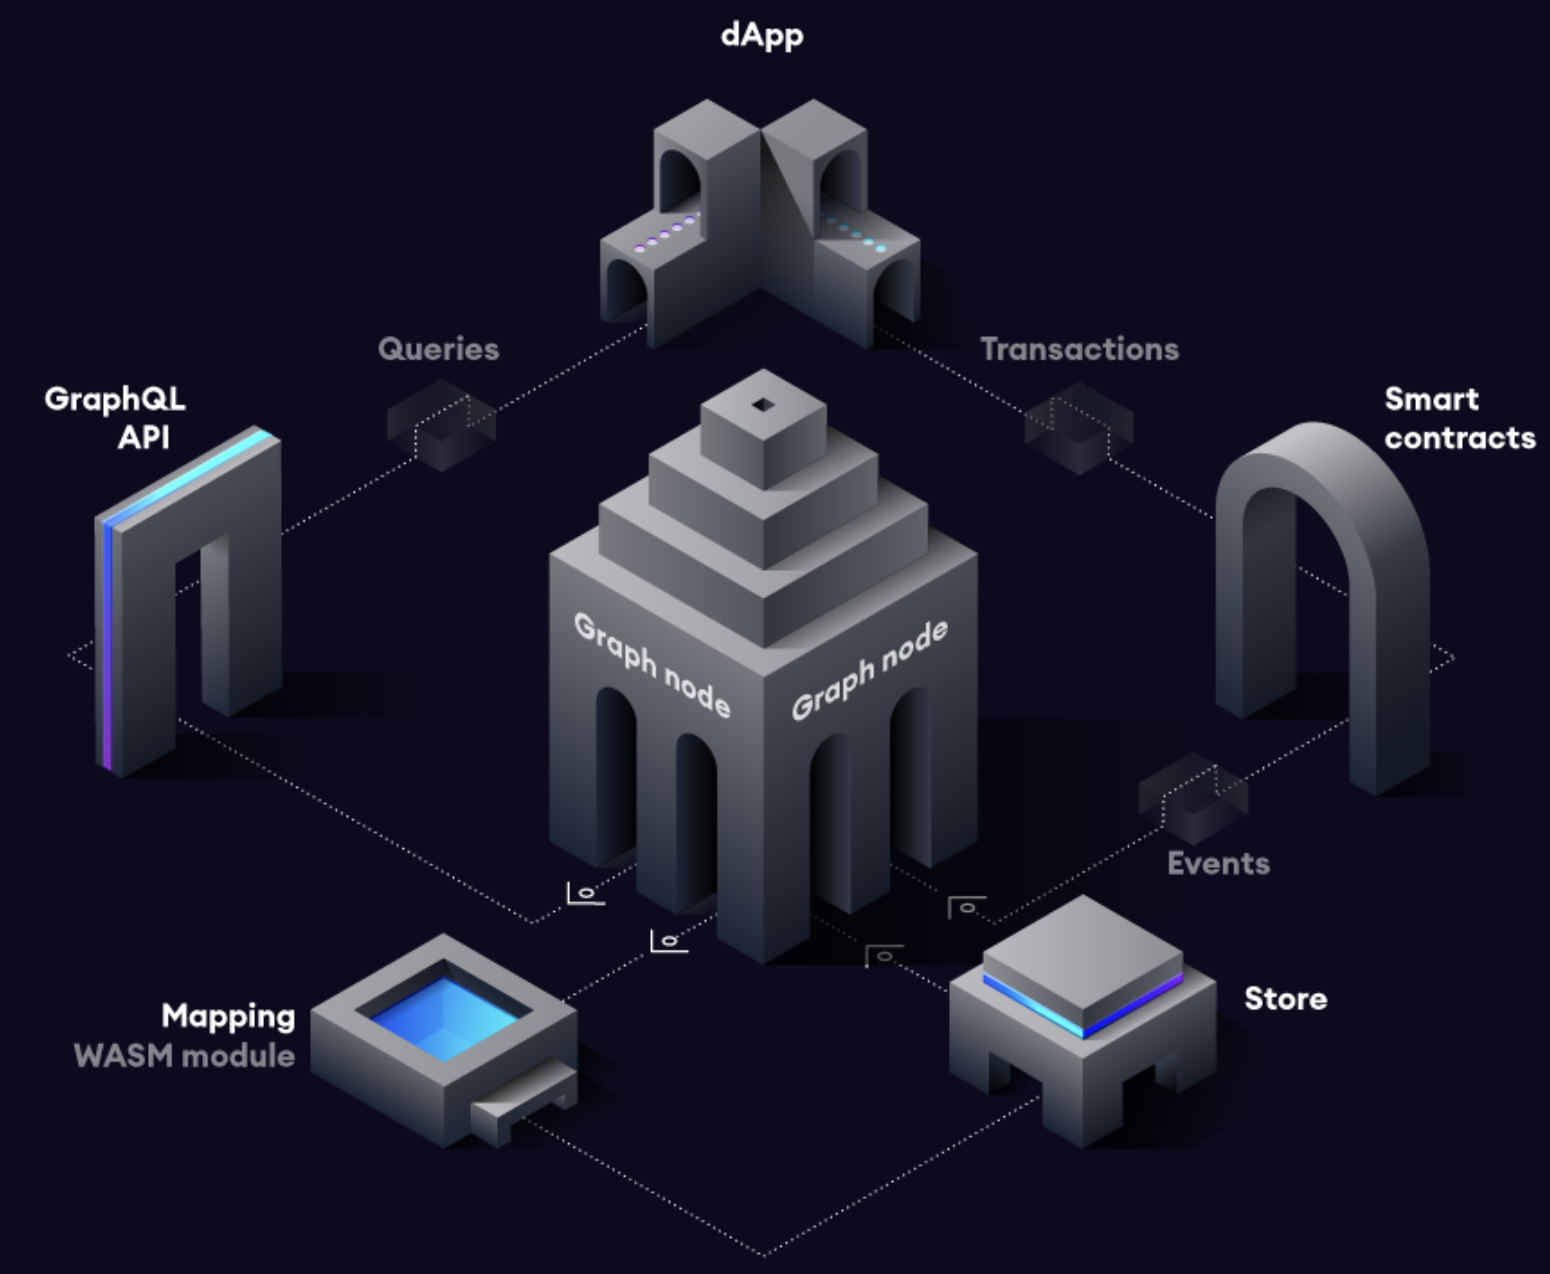 dApp
Queries
Transactions
GraphQL
API
Smart
contracts
Graph node
Graph node
Events
Mapping
WASM module
Store